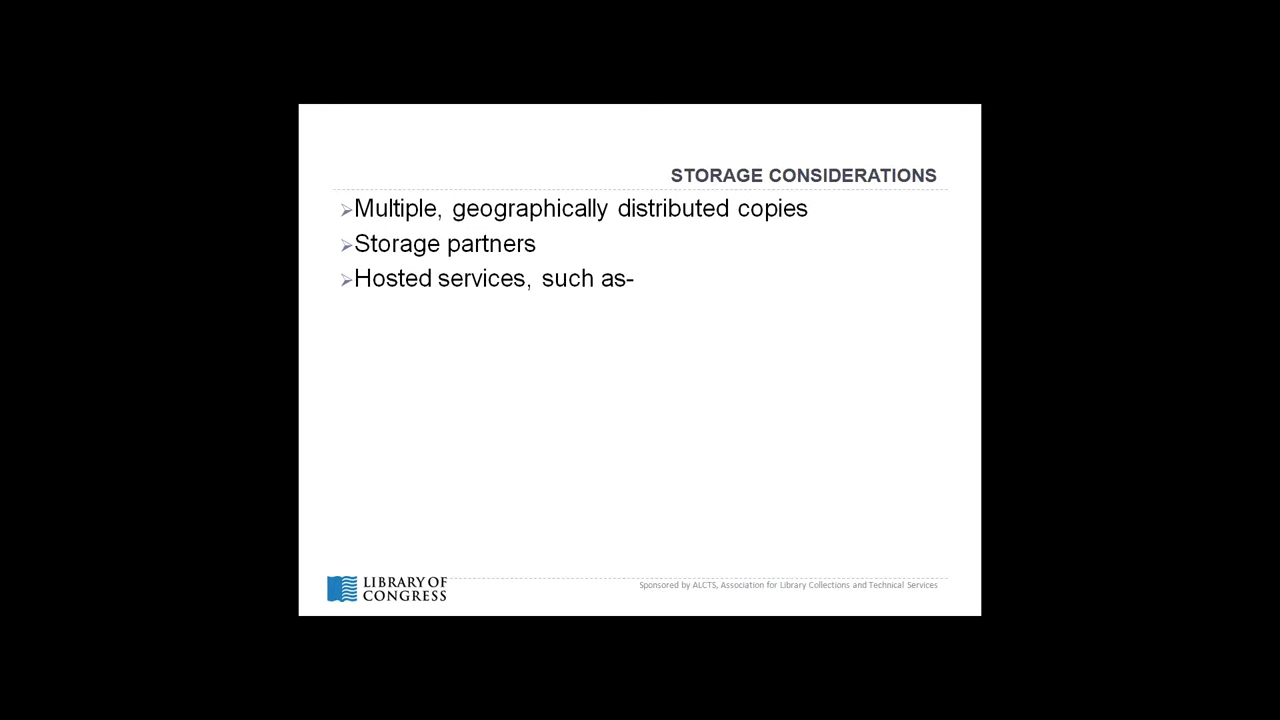 STORAGE CONSIDERATIONS
Multiple, geographically distributed copies
Storage partners
Hosted services, such as-
LIBRARY OF
CONGRESS
Sponsored by ALCTS, Association for Library Collections and Technical Services